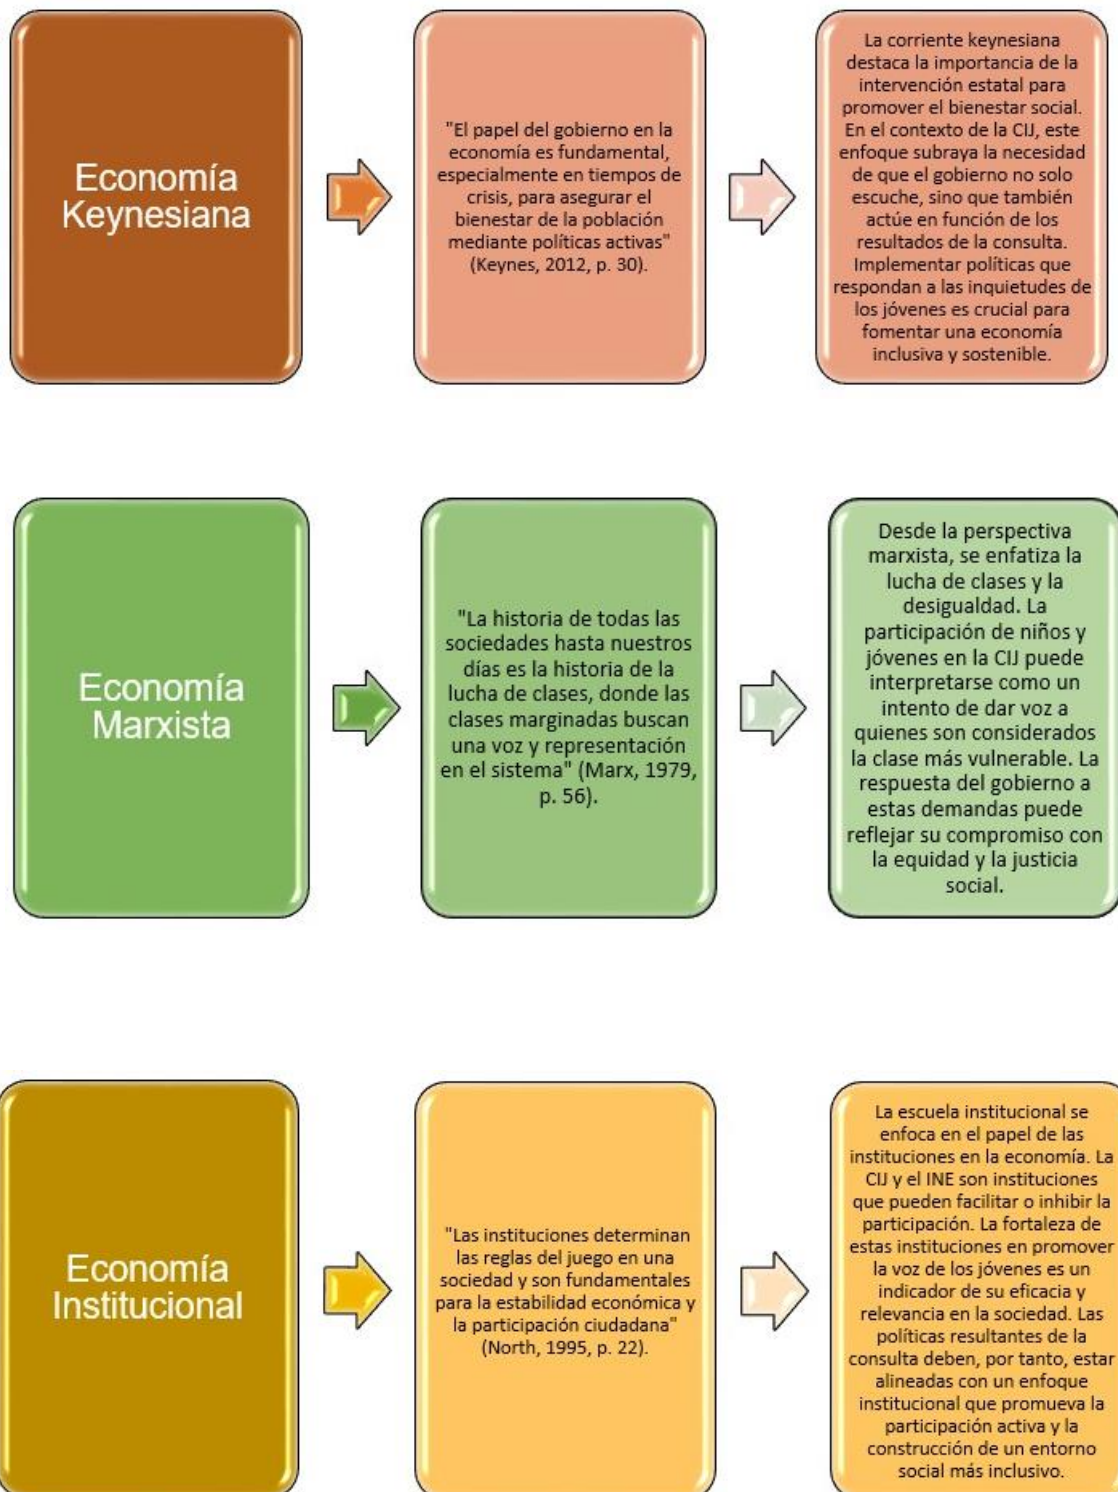 Economía
Keynesiana
"El papel del gobierno en la
economía es fundamental,
especialmente en tiempos de
crisis, para asegurar el
bienestar de la población
mediante políticas activas"
(Keynes, 2012, p. 30).
La corriente keynesiana
destaca la importancia de la
intervención estatal para
promover el bienestar social.
En el contexto de la CIJ, este
enfoque subraya la necesidad
de que el gobierno no solo
escuche, sino que también
actúe en función de los
resultados de la consulta.
Implementar políticas que
respondan a las inquietudes de
los jóvenes es crucial para
fomentar una economía
inclusiva y sostenible.
Economía
Marxista
"La historia de todas las
sociedades hasta nuestros
días es la historia de la
lucha de clases, donde las
clases marginadas buscan
una voz y representación
en el sistema" (Marx, 1979,
p. 56).
Desde la perspectiva
marxista, se enfatiza la
lucha de clases y la
desigualdad. La
participación de niños y
jóvenes en la CIJ puede
interpretarse como un
intento de dar voz a
quienes son considerados
la clase más vulnerable. La
respuesta del gobierno a
estas demandas puede
reflejar su compromiso con
la equidad y la justicia
social.
Economía
Institucional
"Las instituciones determinan
las reglas del juego en una
sociedad y son fundamentales
para la estabilidad económica y
la participación ciudadana"
(North, 1995, p. 22).
La escuela institucional se
enfoca en el papel de las
instituciones en la economía. La
CIJ y el INE son instituciones
que pueden facilitar o inhibir la
participación. La fortaleza de
estas instituciones en promover
la voz de los jóvenes es un
indicador de su eficacia y
relevancia en la sociedad. Las
políticas resultantes de la
consulta deben, por tanto, estar
alineadas con un enfoque
institucional que promueva la
participación activa y la
construcción de un entorno
social más inclusivo.